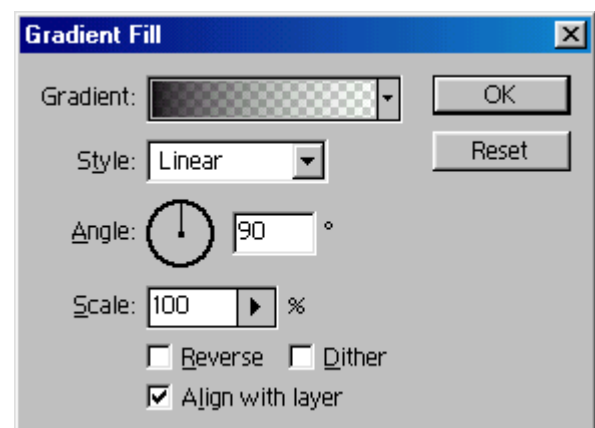 Gradient Fill
Gradient: OK
Style: Linear Reset
Angle: 90 °
Scale: 100 %
Reverse Dither
Align with layer